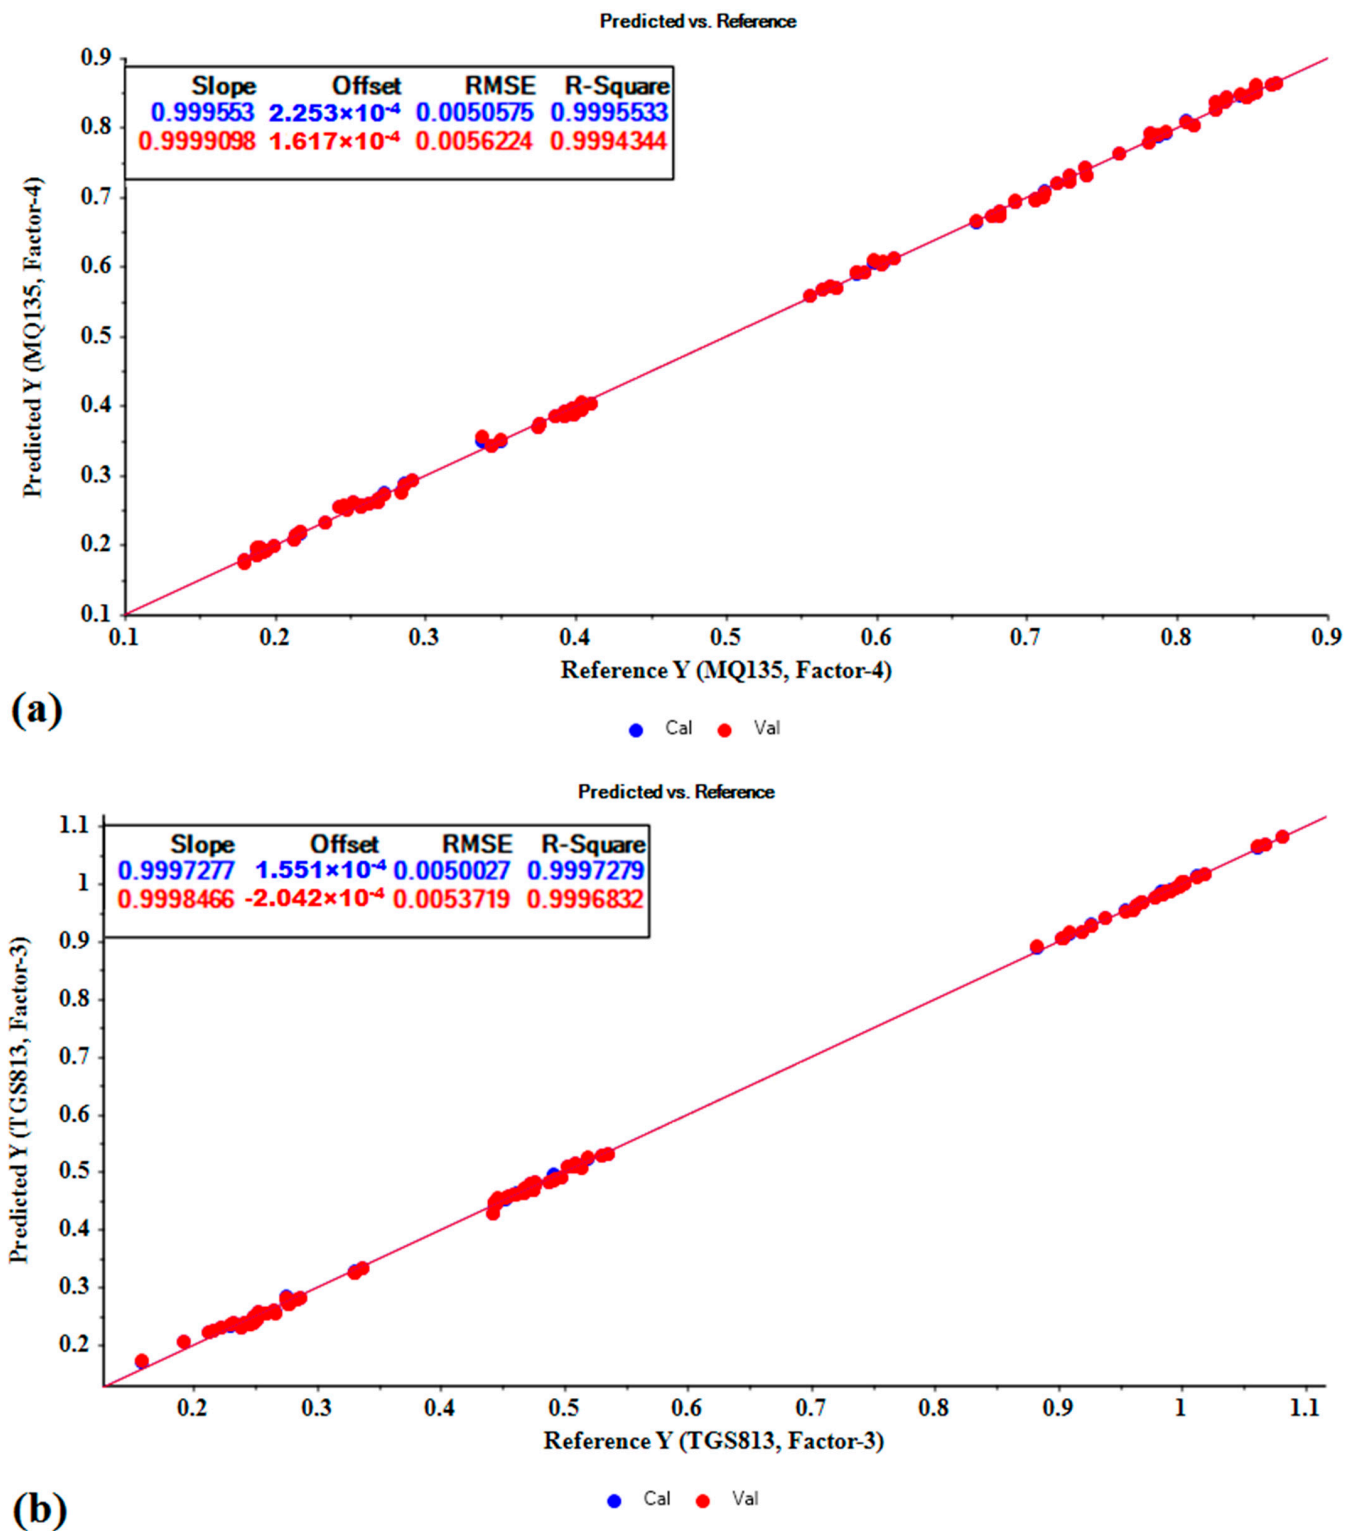 Predicted vs. Reference
Slope Offset RMSE R-Square
0.999553 2.253×10⁻⁴ 0.0050575 0.9995533
0.9999098 1.617×10⁻⁴ 0.0056224 0.9994344
Predicted Y (MQ135, Factor-4)
0.9
0.8
0.7
0.6
0.5
0.4
0.3
0.2
0.1
0.1 0.2 0.3 0.4 0.5 0.6 0.7 0.8 0.9
Reference Y (MQ135, Factor-4)
(a)
Cal Val
Predicted vs. Reference
Slope Offset RMSE R-Square
0.9997277 1.551×10⁻⁴ 0.0050027 0.9997279
0.9998466 -2.042×10⁻⁴ 0.0053719 0.9996832
Predicted Y (TGS813, Factor-3)
1.1
1
0.9
0.8
0.7
0.6
0.5
0.4
0.3
0.2
0.2 0.3 0.4 0.5 0.6 0.7 0.8 0.9 1 1.1
Reference Y (TGS813, Factor-3)
(b)
Cal Val